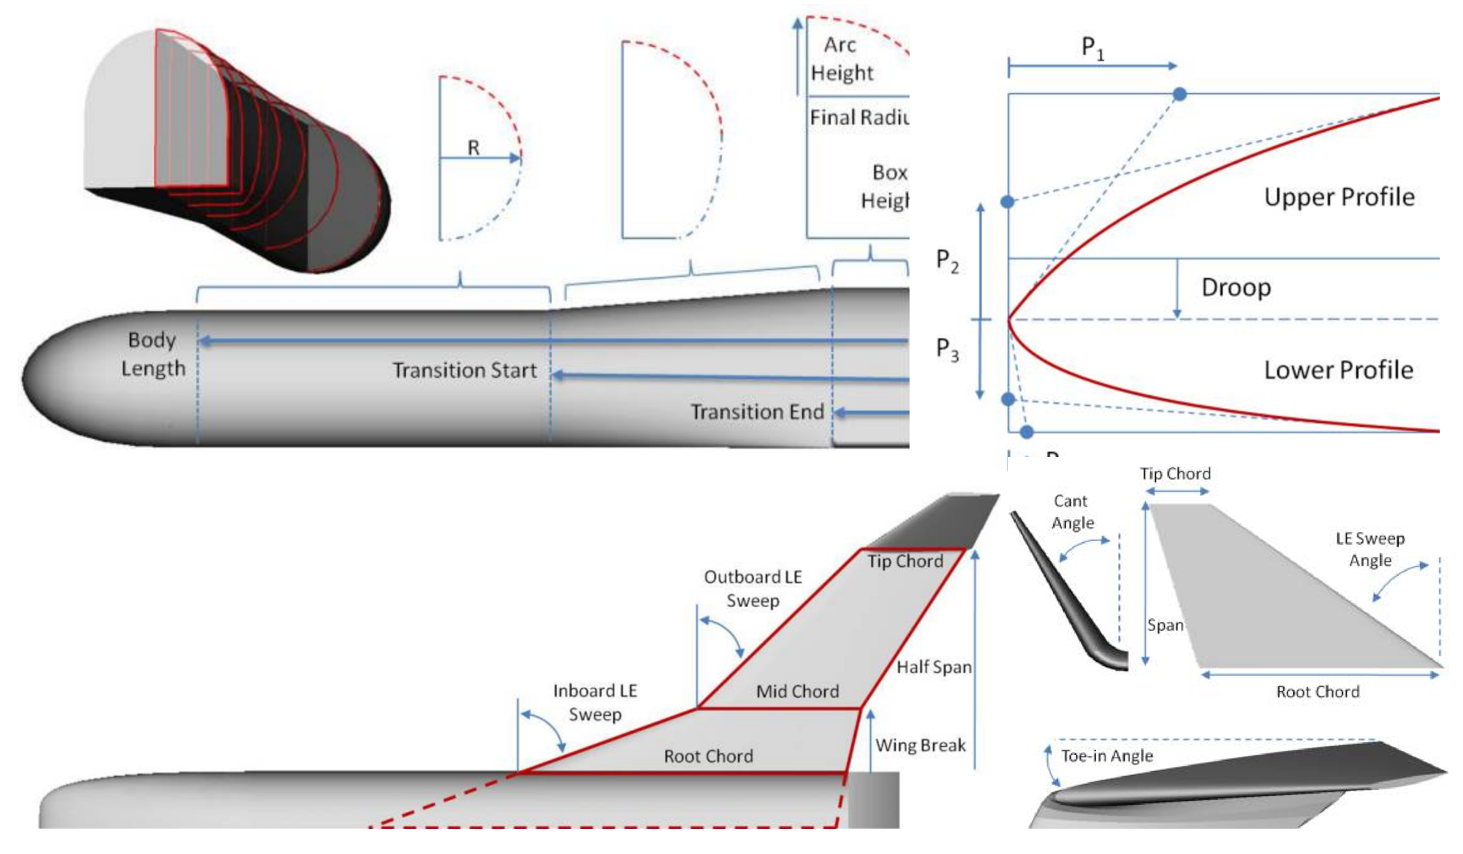 Arc
Height
R
Final Radiu
Box
Heigh
Body
Length
Transition Start
Transition End
P1
Upper Profile
P2
Droop
P3
Lower Profile
Tip Chord
Outboard LE
Sweep
Half Span
Inboard LE
Sweep
Mid Chord
Root Chord
Wing Break
Cant
Angle
Tip Chord
LE Sweep
Angle
Span
Root Chord
Toe-in Angle